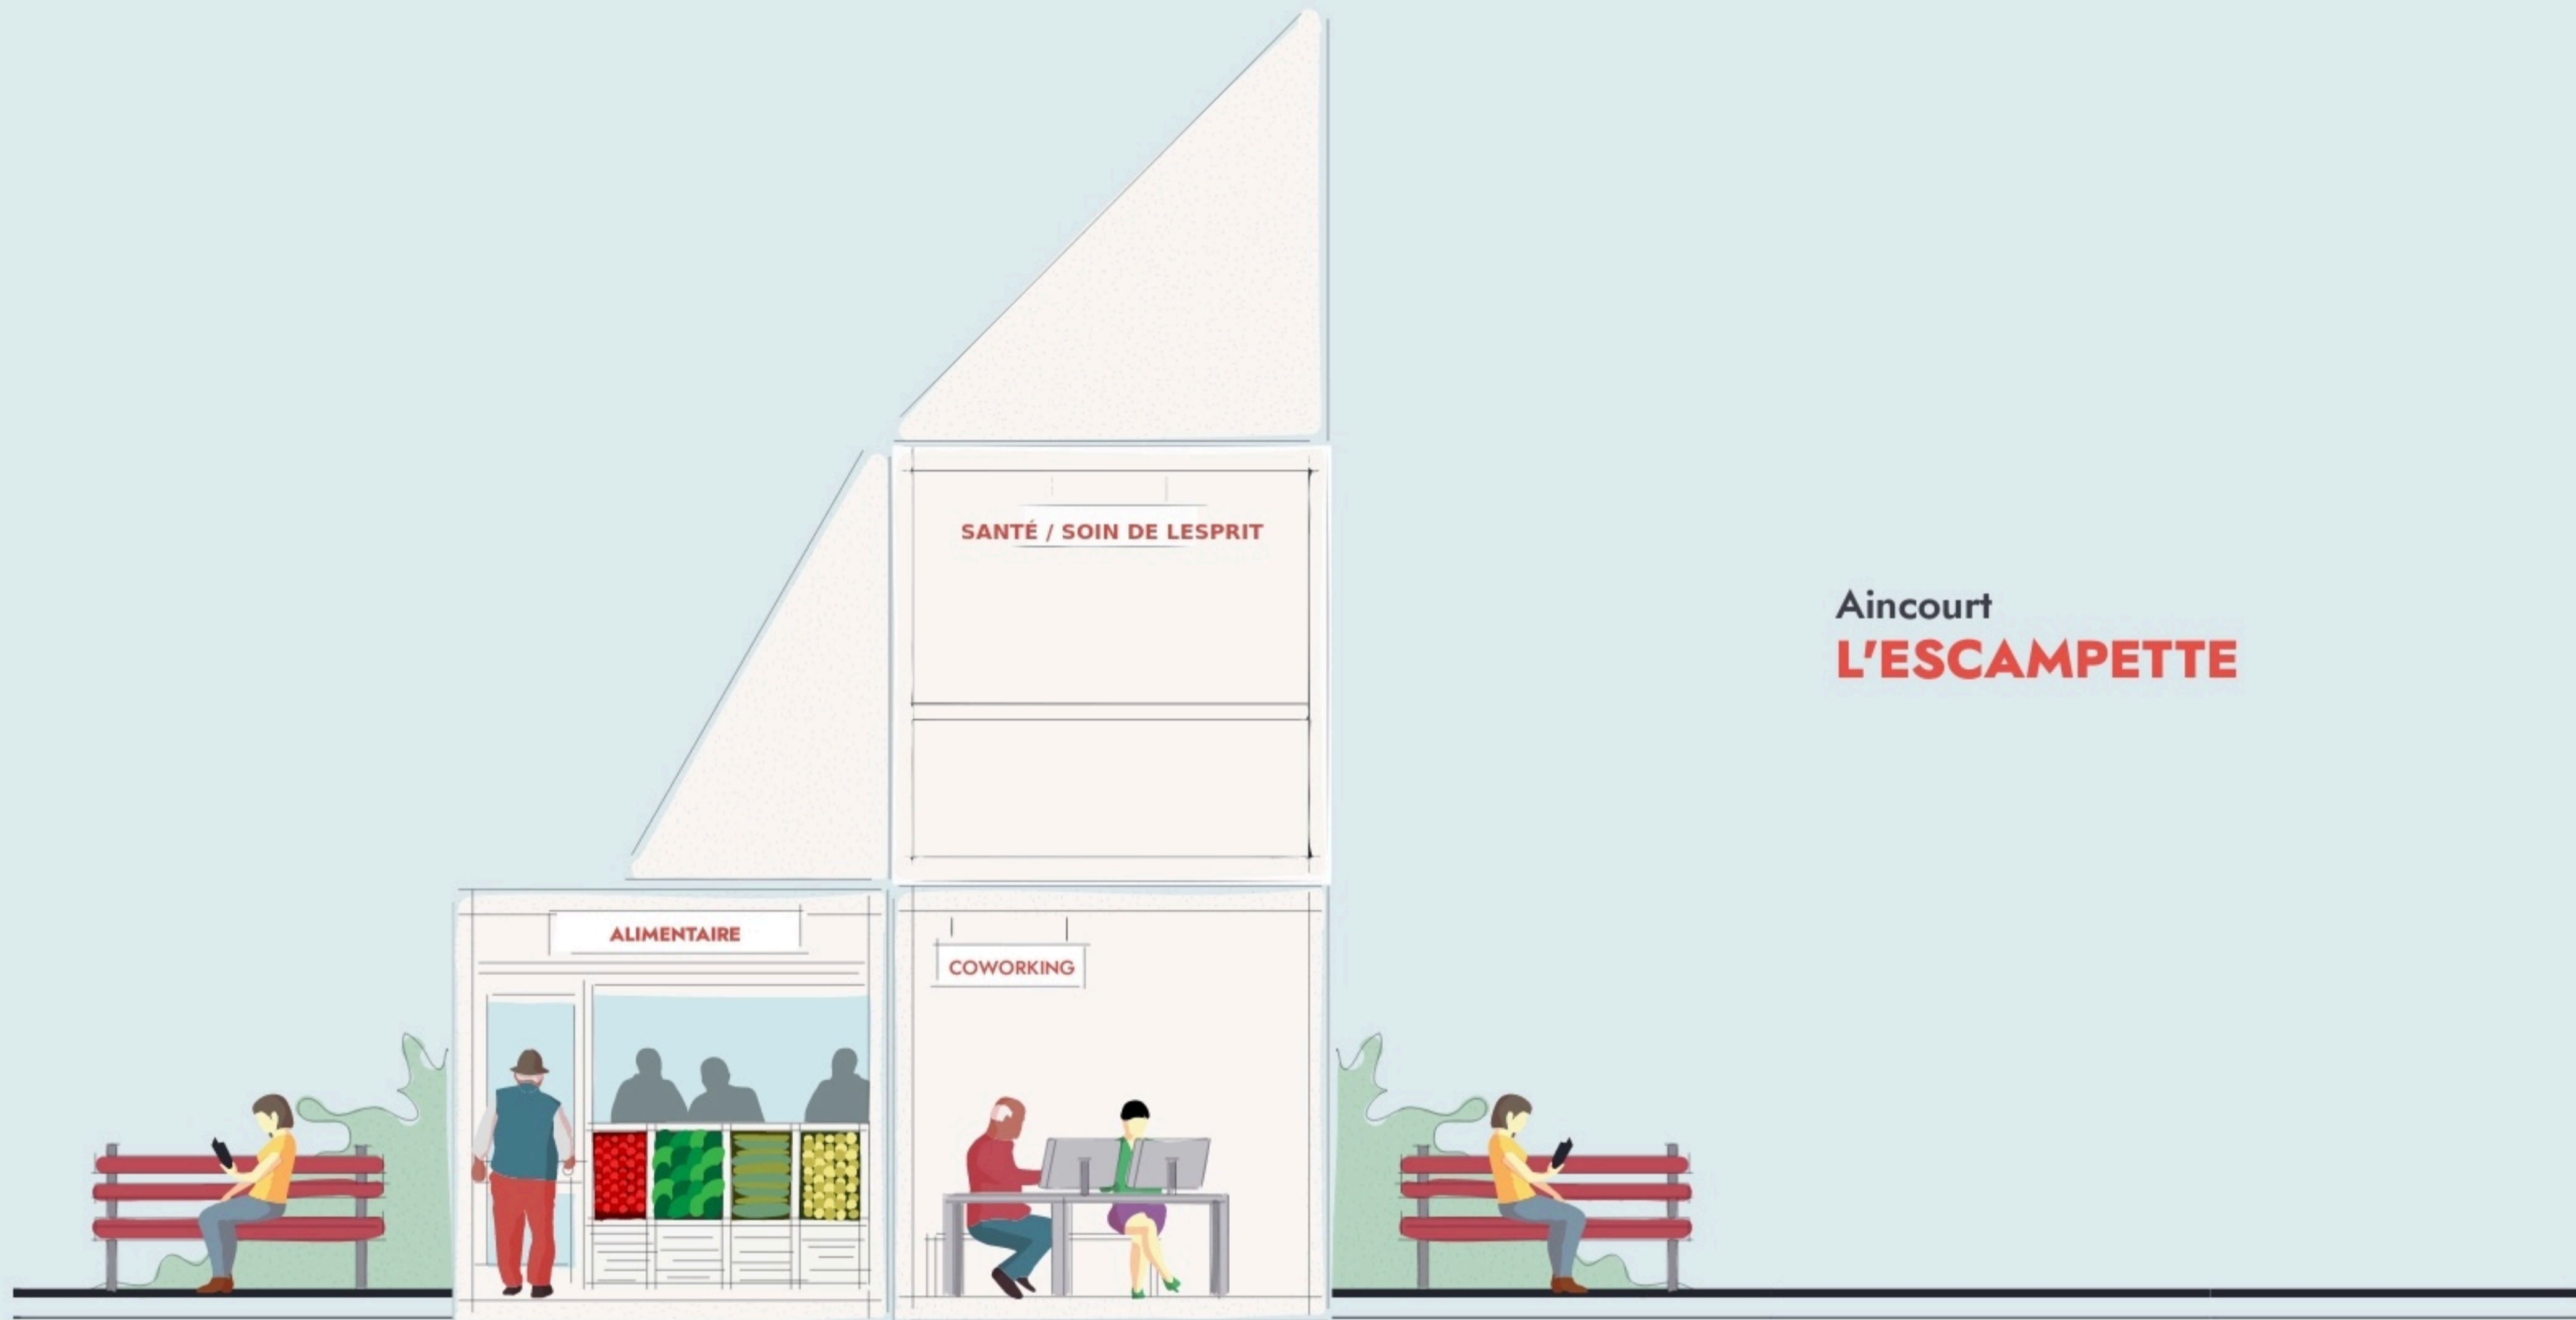 SANTÉ / SOIN DE LESPRIT
Aincourt
L'ESCAMPETTE
ALIMENTAIRE
COWORKING